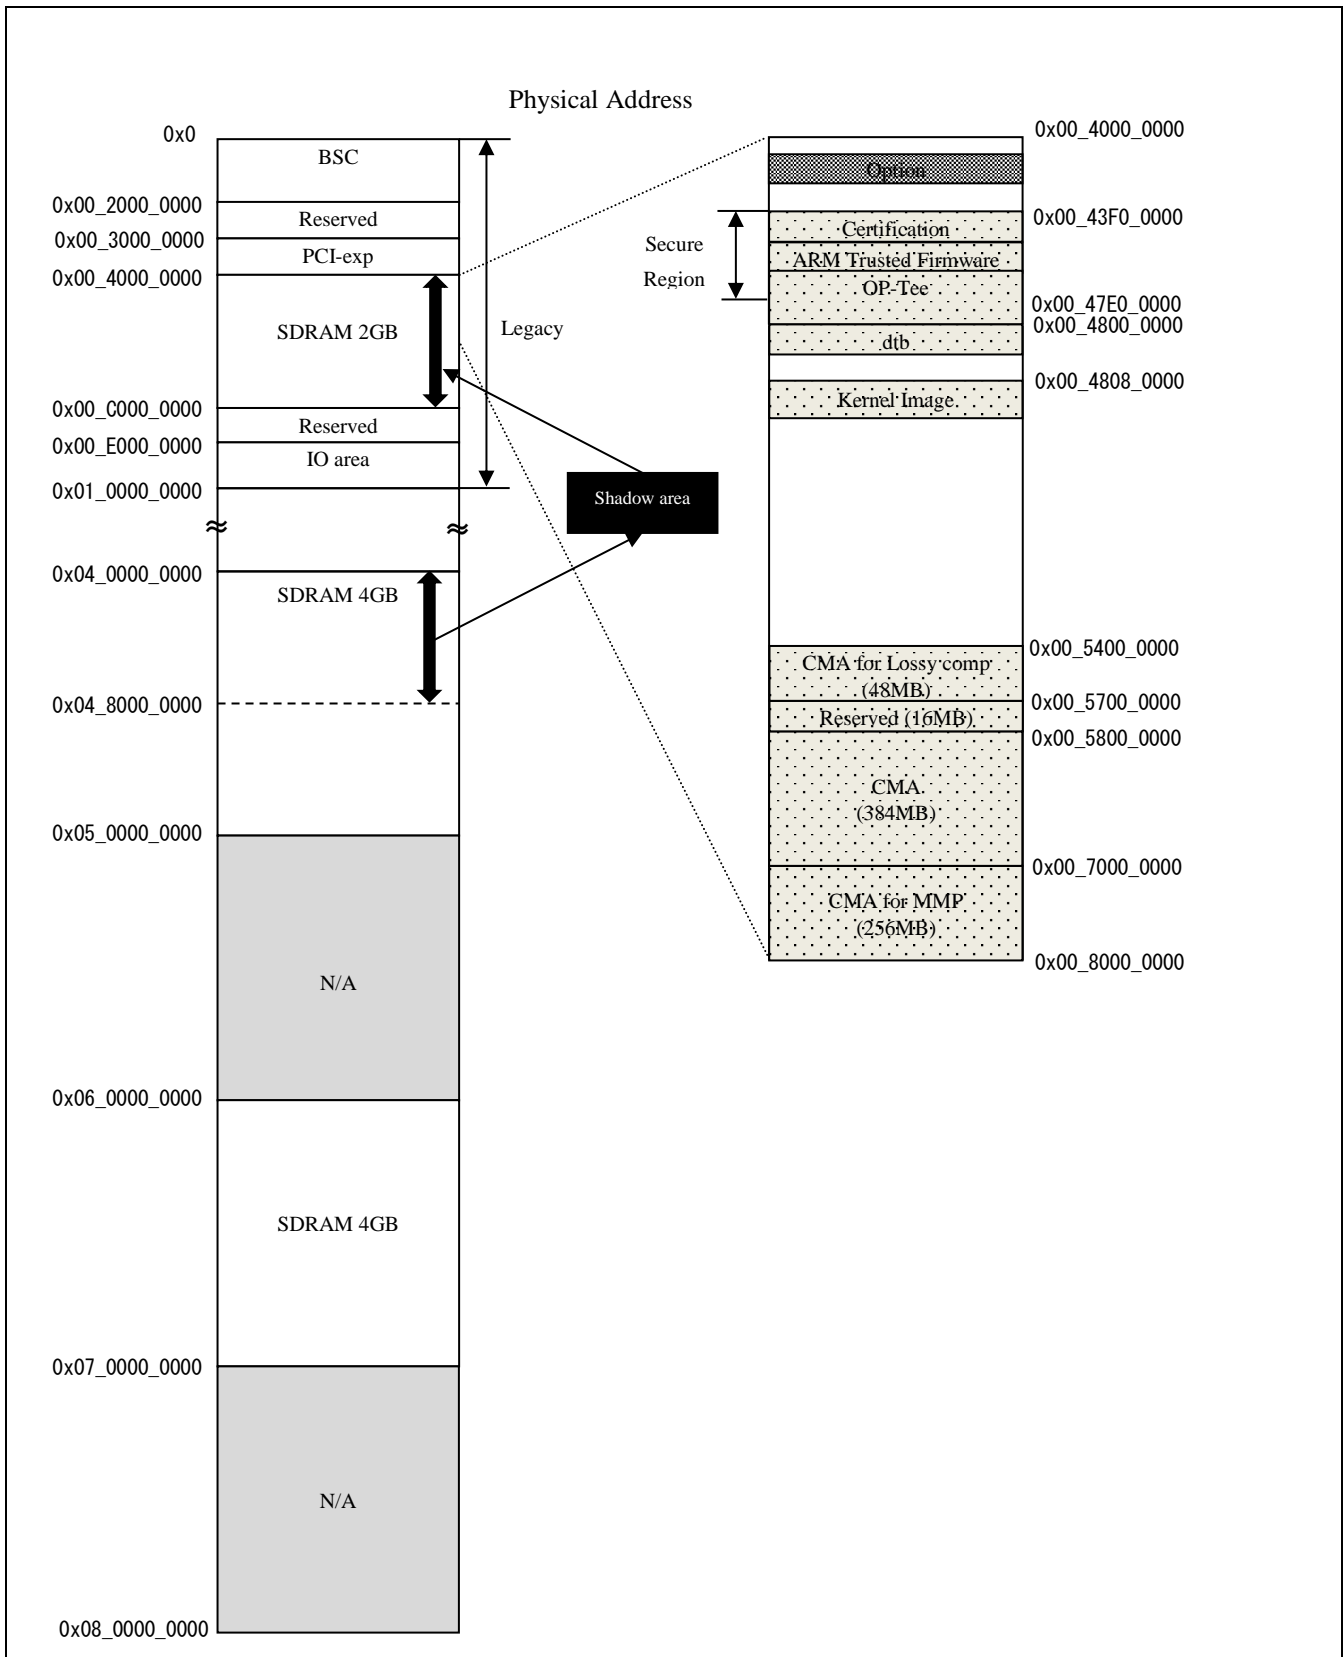 Physical Address
0x0
BSC
0x00_2000_0000
Reserved
0x00_3000_0000
PCI-exp
0x00_4000_0000
SDRAM 2GB
Legacy
0x00_C000_0000
Reserved
0x00_E000_0000
IO area
0x01_0000_0000
Shadow area
0x04_0000_0000
SDRAM 4GB
0x04_8000_0000
0x05_0000_0000
N/A
0x06_0000_0000
SDRAM 4GB
0x07_0000_0000
N/A
0x08_0000_0000
0x00_4000_0000
Option
0x00_43F0_0000
Secure
Region
Certification
ARM Trusted Firmware
OP-Tee
0x00_47E0_0000
0x00_4800_0000
dtb
0x00_4808_0000
Kernel Image
0x00_5400_0000
CMA for Lossy comp
(48MB)
0x00_5700_0000
Reserved (16MB)
0x00_5800_0000
CMA
(384MB)
0x00_7000_0000
CMA for MMP
(256MB)
0x00_8000_0000